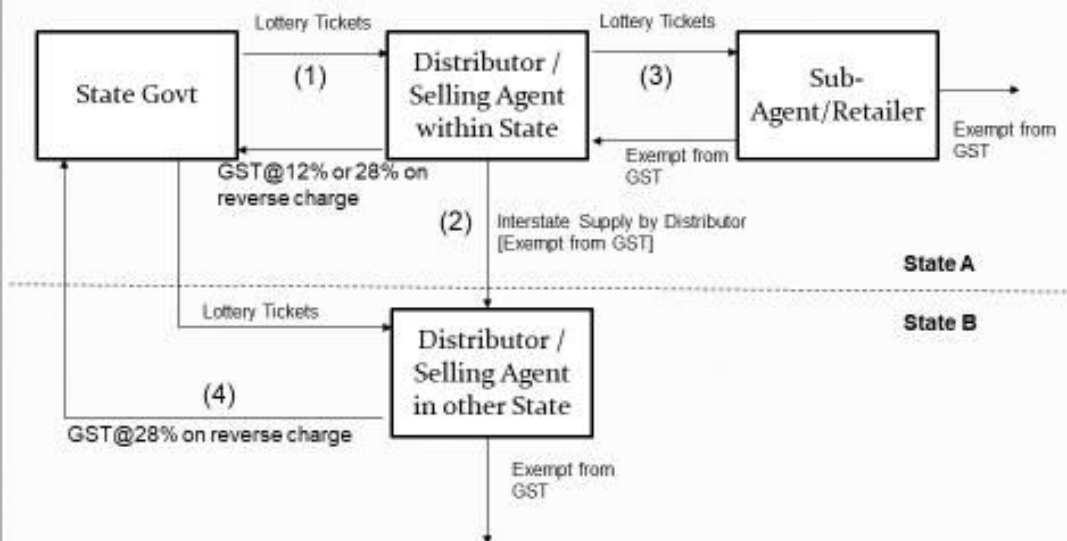 Lottery Tickets
Lottery Tickets
State Govt
(1)
Distributor /
Selling Agent
within State
(3)
Sub-
Agent/Retailer
Exempt from
GST
Exempt from
GST
GST@12% or 28% on
reverse charge
(2)
Interstate Supply by Distributor
[Exempt from GST]
State A
State B
Lottery Tickets
Distributor /
Selling Agent
in other State
(4)
GST@28% on reverse charge
Exempt from
GST